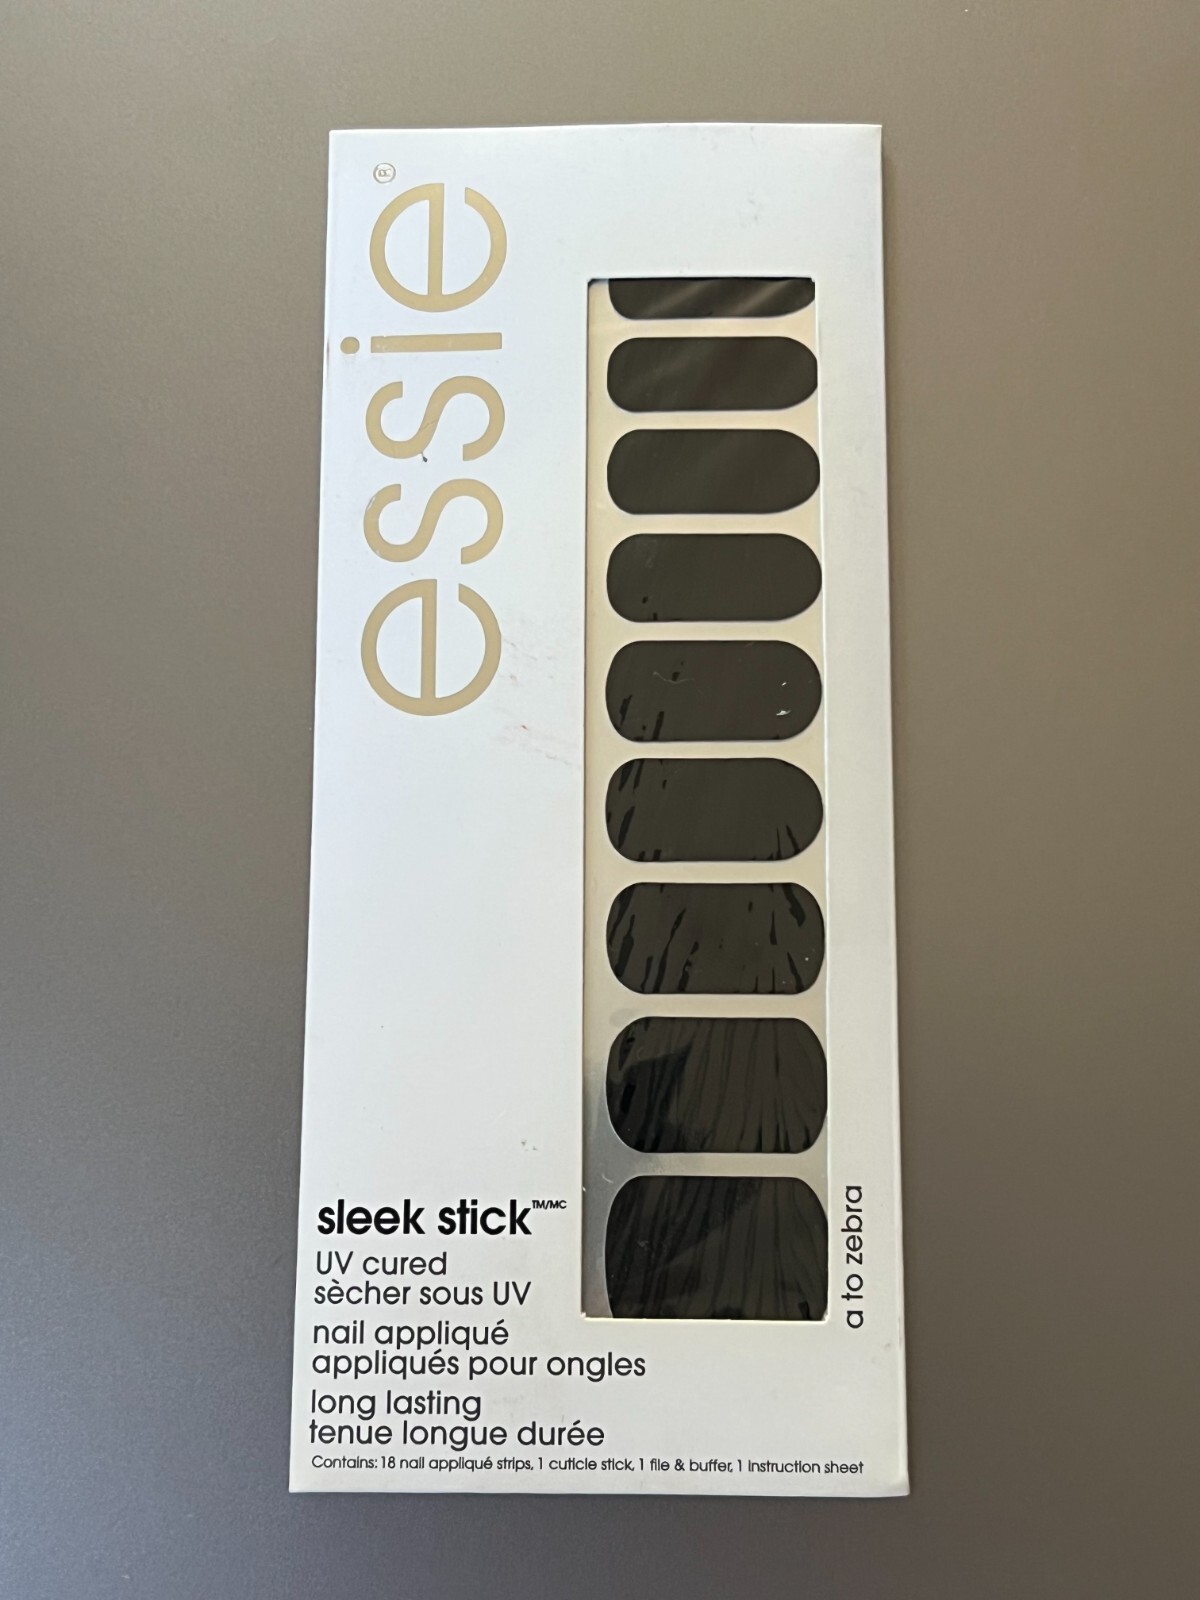 essie®
sleek stick™/MC
UV cured
sècher sous UV
nail appliqué
appliqués pour ongles
long lasting
tenue longue durée
Contains: 18 nail appliqué strips, 1 cuticle stick, 1 file & buffer, 1 instruction sheet
a to zebra